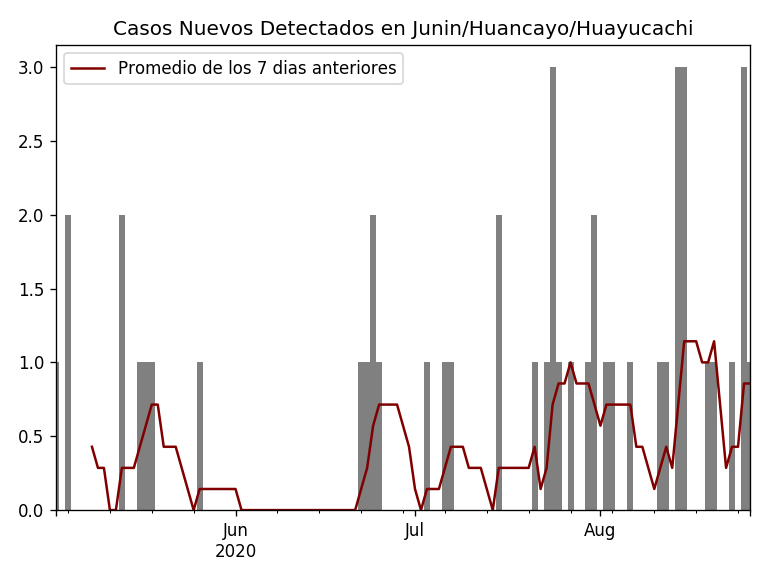 Casos Nuevos Detectados en Junin/Huancayo/Huayucachi
Promedio de los 7 dias anteriores
3.0
2.5
2.0
1.5
1.0
0.5
0.0
Jun
2020
Jul
Aug